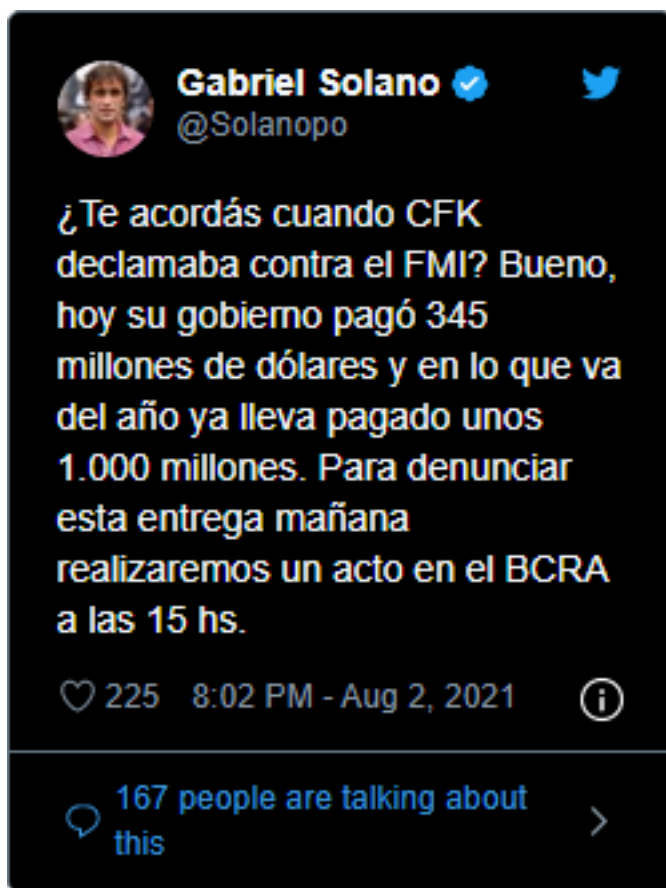 Gabriel Solano
@Solanopo
¿Te acordás cuando CFK
declamaba contra el FMI? Bueno,
hoy su gobierno pagó 345
millones de dólares y en lo que va
del año ya lleva pagado unos
1.000 millones. Para denunciar
esta entrega mañana
realizaremos un acto en el BCRA
a las 15 hs.
225 8:02 PM - Aug 2, 2021
167 people are talking about
this